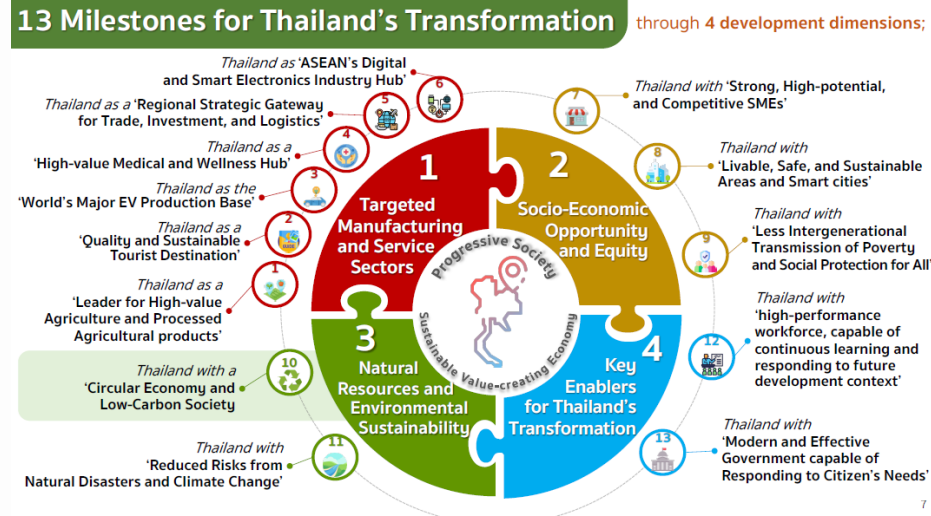 13 Milestones for Thailand's Transformation
through 4 development dimensions;
Thailand as 'ASEAN's Digital
and Smart Electronics Industry Hub'
6
Thailand as a 'Regional Strategic Gateway
for Trade, Investment, and Logistics'
5
Thailand as a
'High-value Medical and Wellness Hub'
4
Thailand as the
'World's Major EV Production Base'
3
Thailand as a
'Quality and Sustainable
Tourist Destination'
2
Thailand as a
'Leader for High-value
Agriculture and Processed
Agricultural products'
1
Thailand with a
'Circular Economy and
Low-Carbon Society
10
Thailand with
'Reduced Risks from
Natural Disasters and Climate Change'
11
1
Targeted
Manufacturing
and Service
Sectors
2
Socio-Economic
Opportunity
and Equity
3
Natural
Resources and
Environmental
Sustainability
4
Key
Enablers
for Thailand's
Transformation
Progressive Society
Sustainable Value-creating Economy
7
Thailand with 'Strong, High-potential,
and Competitive SMEs'
8
Thailand with
'Livable, Safe, and Sustainable
Areas and Smart cities'
9
Thailand with
'Less Intergenerational
Transmission of Poverty
and Social Protection for All'
12
Thailand with
'high-performance
workforce, capable of
continuous learning and
responding to future
development context'
13
Thailand with
'Modern and Effective
Government capable of
Responding to Citizen's Needs'
7